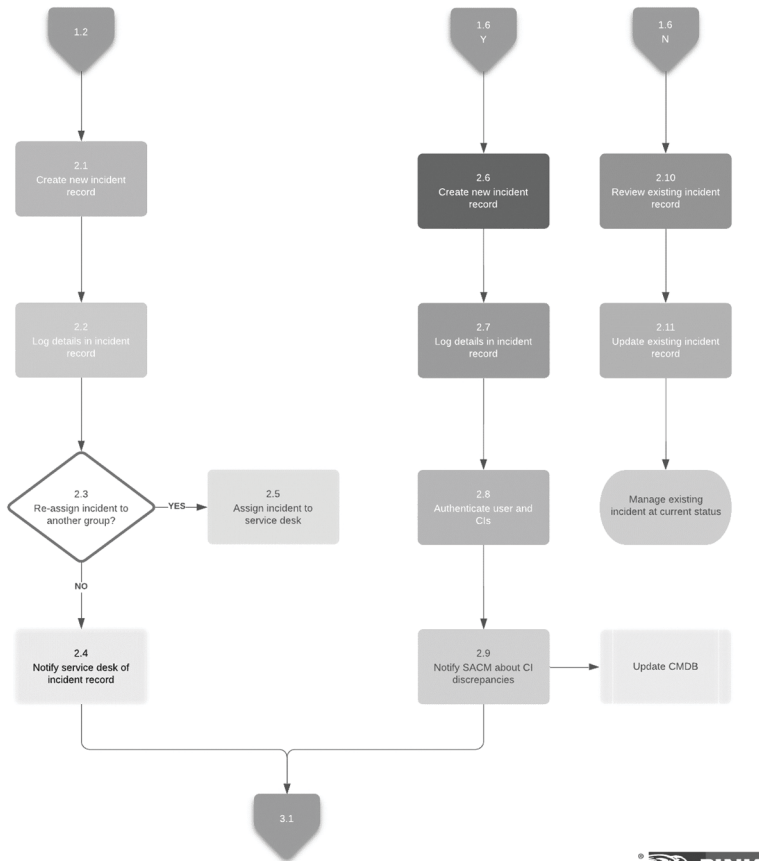 1.2
1.6
Y
1.6
N
2.1
Create new incident
record
2.6
Create new incident
record
2.10
Review existing incident
record
2.2
Log details in incident
record
2.7
Log details in incident
record
2.11
Update existing incident
record
2.3
Re-assign incident to
another group?
YES
2.5
Assign incident to
service desk
2.8
Authenticate user and
CIs
Manage existing
incident at current status
NO
2.4
Notify service desk of
incident record
2.9
Notify SACM about CI
discrepancies
Update CMDB
3.1
®